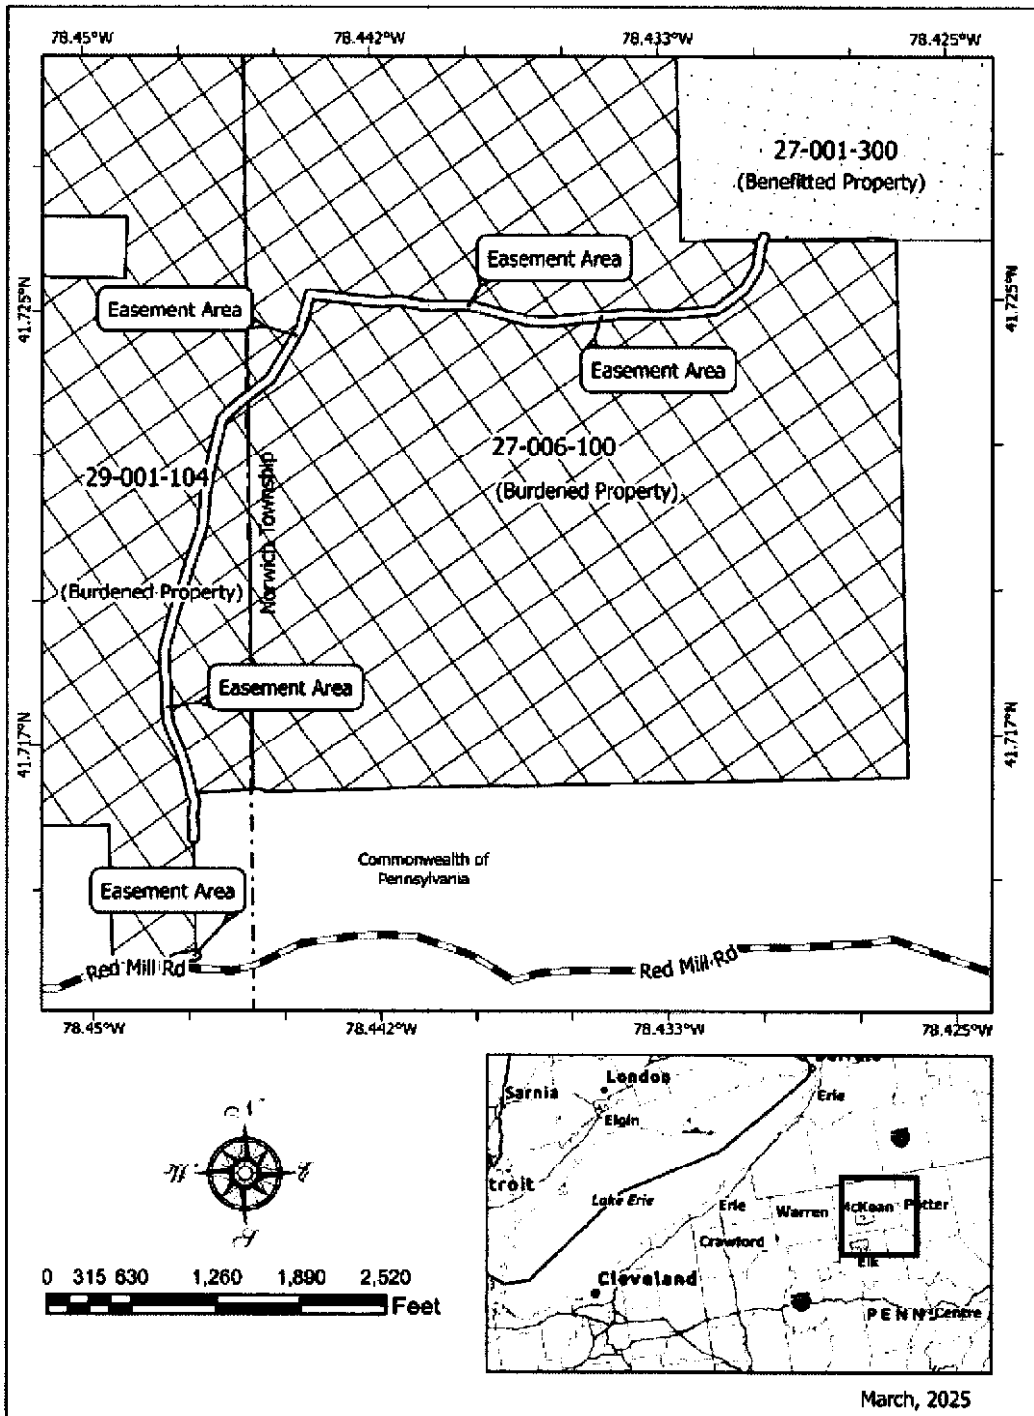 78.45°W 78.442°W 78.433°W 78.425°W
27-001-300
(Benefitted Property)
Easement Area
Easement Area
41.725°N
41.725°N
Easement Area
27-006-100
(Burdened Property)
29-001-104
Norwich Township
(Burdened Property)
Easement Area
41.717°N
41.717°N
Commonwealth of
Pennsylvania
Easement Area
Red Mill Rd
Red Mill Rd
78.45°W 78.442°W 78.433°W 78.425°W
0 315 630 1,260 1,890 2,520
Feet
London
Sarnia
Erie
Elgin
troit
Lake Erie
Erie
Warren
McKean
Potter
Crawford
Elk
Cleveland
PENN
Centre
March, 2025